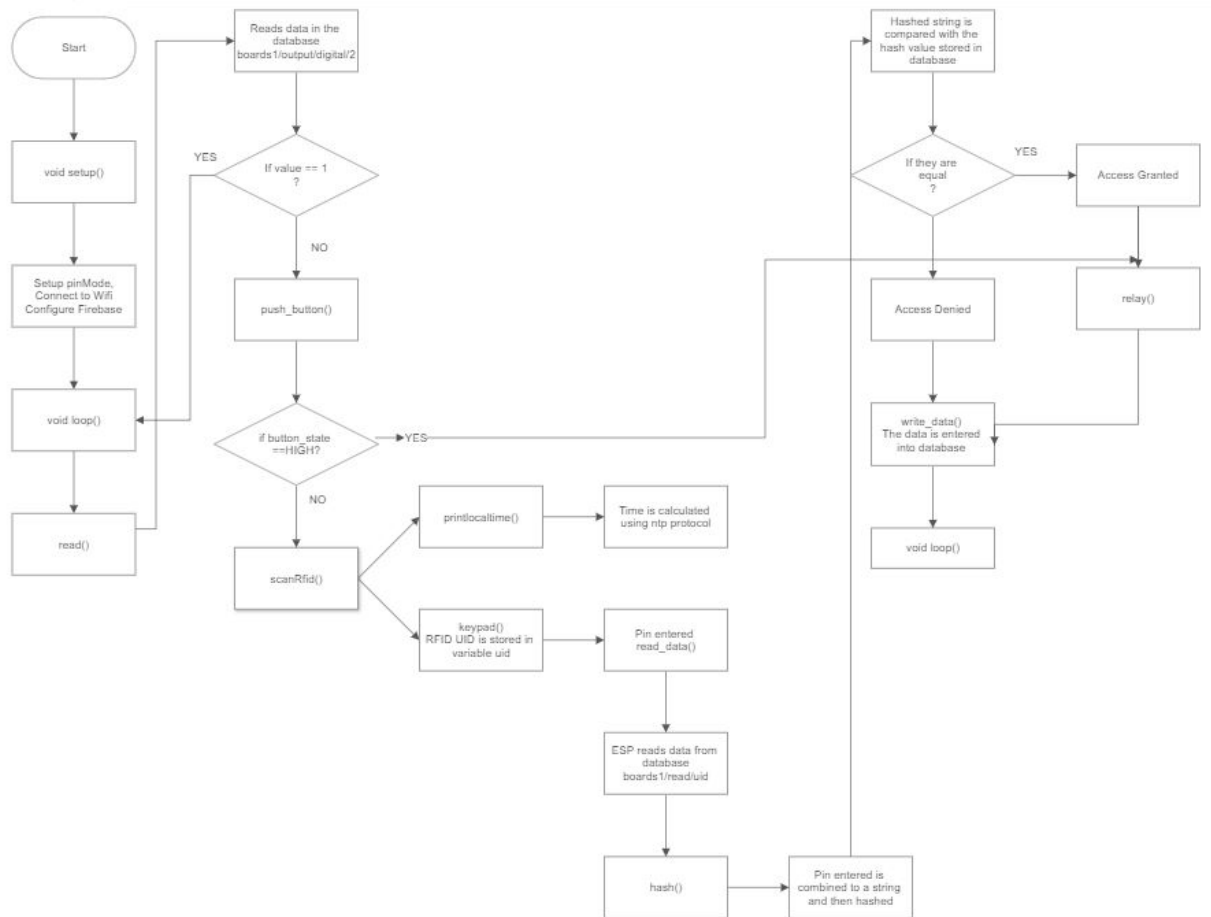 Start
void setup()
Setup pinMode,
Connect to Wifi
Configure Firebase
void loop()
read()
Reads data in the
database
boards1/output/digital/2
If value == 1
?
YES
NO
push_button()
if button_state
==HIGH?
YES
NO
scanRfid()
printlocaltime()
Time is calculated
using ntp protocol
keypad()
RFID UID is stored in
variable uid
Pin entered
read_data()
ESP reads data from
database
boards1/read/uid
hash()
Pin entered is
combined to a string
and then hashed
Hashed string is
compared with the
hash value stored in
database
If they are
equal
?
YES
Access Granted
relay()
Access Denied
write_data()
The data is entered
into database
void loop()